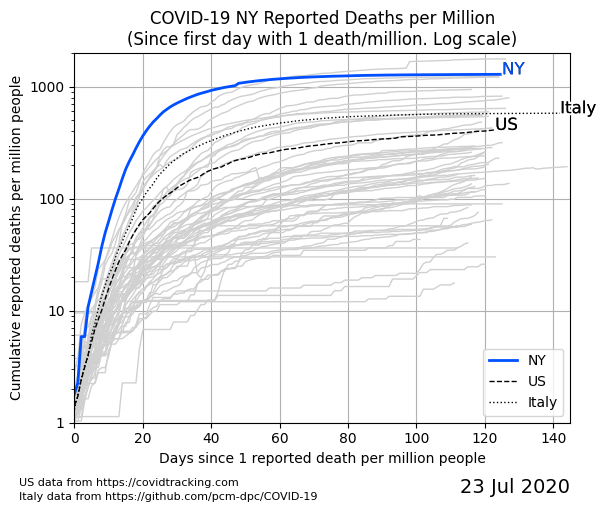 COVID-19 NY Reported Deaths per Million
(Since first day with 1 death/million. Log scale)
Cumulative reported deaths per million people
1000
100
10
1
NY
Italy
US
NY
US
Italy
0 20 40 60 80 100 120 140
Days since 1 reported death per million people
US data from https://covidtracking.com
Italy data from https://github.com/pcm-dpc/COVID-19
23 Jul 2020